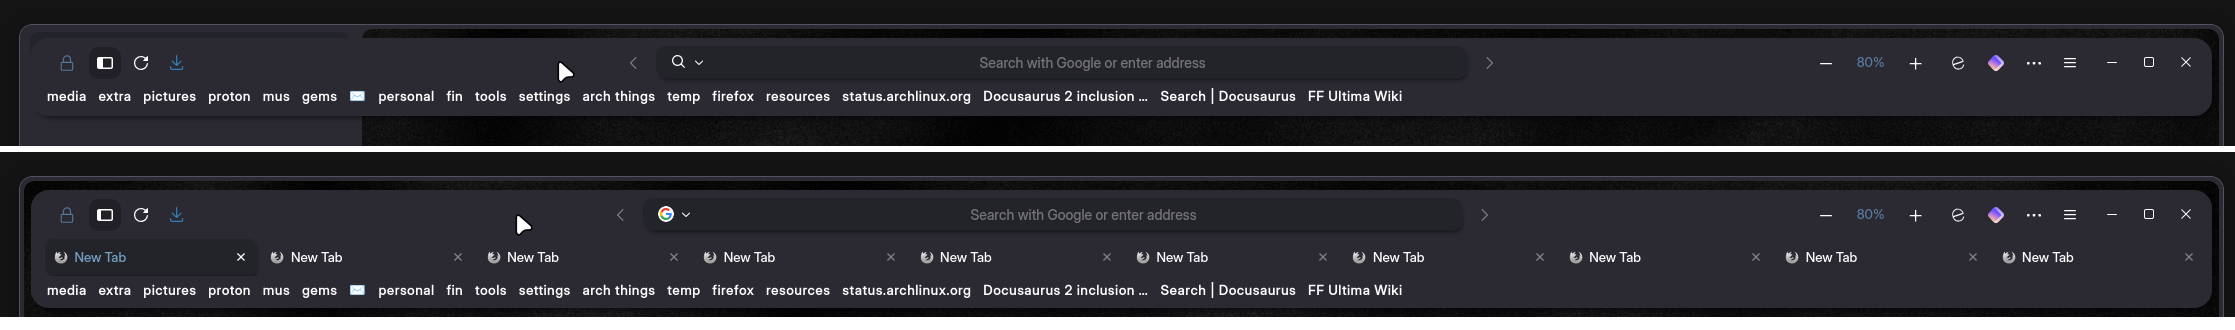 Search with Google or enter address 80%
media extra pictures proton mus gems personal fin tools settings arch things temp firefox resources status.archlinux.org Docusaurus 2 inclusion ... Search | Docusaurus FF Ultima Wiki
Search with Google or enter address 80%
New Tab New Tab New Tab New Tab New Tab New Tab New Tab New Tab New Tab New Tab
media extra pictures proton mus gems personal fin tools settings arch things temp firefox resources status.archlinux.org Docusaurus 2 inclusion ... Search | Docusaurus FF Ultima Wiki